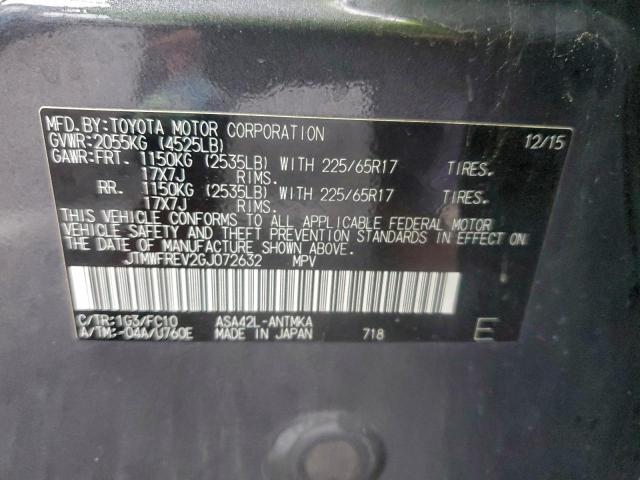 MFD.BY:TOYOTA MOTOR CORPORATION 12/15
GVWR:2055KG (4525LB)
GAWR:FRT. 1150KG (2535LB) WITH 225/65R17 TIRES.
17X7J RIMS.
RR. 1150KG (2535LB) WITH 225/65R17 TIRES.
17X7J RIMS.
THIS VEHICLE CONFORMS TO ALL APPLICABLE FEDERAL MOTOR
VEHICLE SAFETY AND THEFT PREVENTION STANDARDS IN EFFECT ON
THE DATE OF MANUFACTURE SHOWN ABOVE.
JTMWFREV2GJ072632 MPV
C/TR:1G3/FC10 ASA42L-ANTMKA
A/TM:-04A/U760E MADE IN JAPAN 718 E